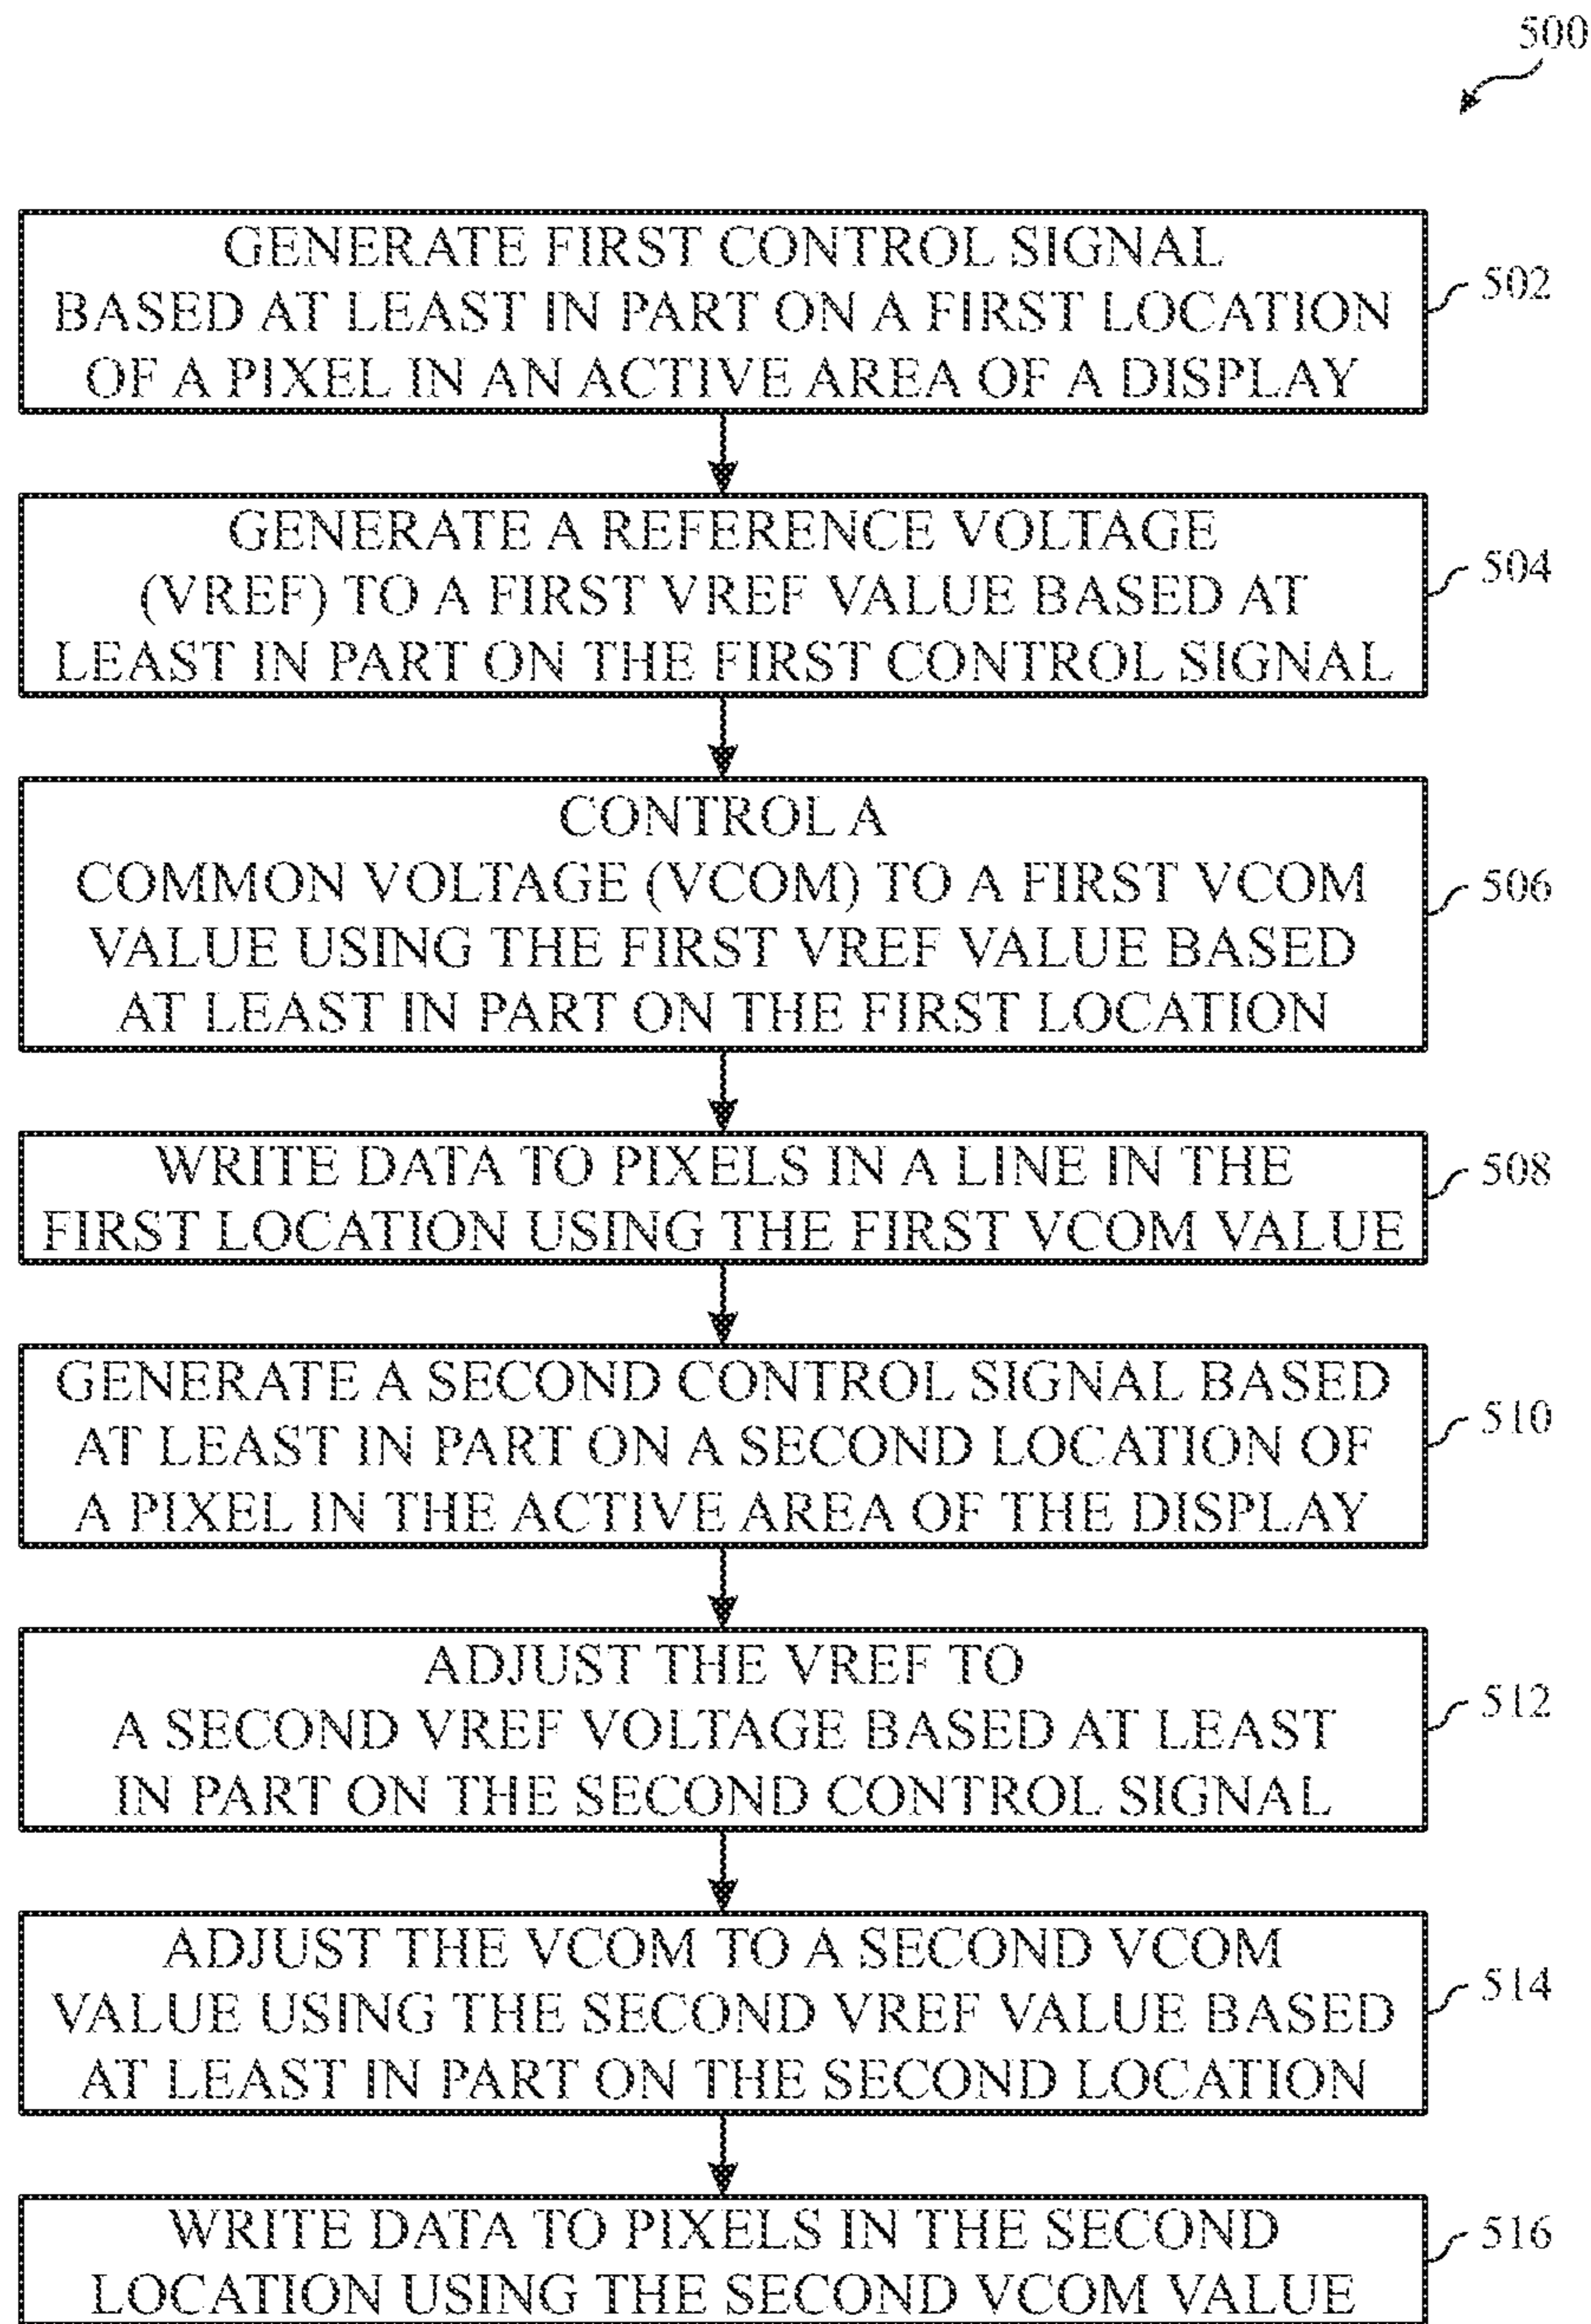 500
GENERATE FIRST CONTROL SIGNAL
BASED AT LEAST IN PART ON A FIRST LOCATION
OF A PIXEL IN AN ACTIVE AREA OF A DISPLAY
502
GENERATE A REFERENCE VOLTAGE
(VREF) TO A FIRST VREF VALUE BASED AT
LEAST IN PART ON THE FIRST CONTROL SIGNAL
504
CONTROL A
COMMON VOLTAGE (VCOM) TO A FIRST VCOM
VALUE USING THE FIRST VREF VALUE BASED
AT LEAST IN PART ON THE FIRST LOCATION
506
WRITE DATA TO PIXELS IN A LINE IN THE
FIRST LOCATION USING THE FIRST VCOM VALUE
508
GENERATE A SECOND CONTROL SIGNAL BASED
AT LEAST IN PART ON A SECOND LOCATION OF
A PIXEL IN THE ACTIVE AREA OF THE DISPLAY
510
ADJUST THE VREF TO
A SECOND VREF VOLTAGE BASED AT LEAST
IN PART ON THE SECOND CONTROL SIGNAL
512
ADJUST THE VCOM TO A SECOND VCOM
VALUE USING THE SECOND VREF VALUE BASED
AT LEAST IN PART ON THE SECOND LOCATION
514
WRITE DATA TO PIXELS IN THE SECOND
LOCATION USING THE SECOND VCOM VALUE
516